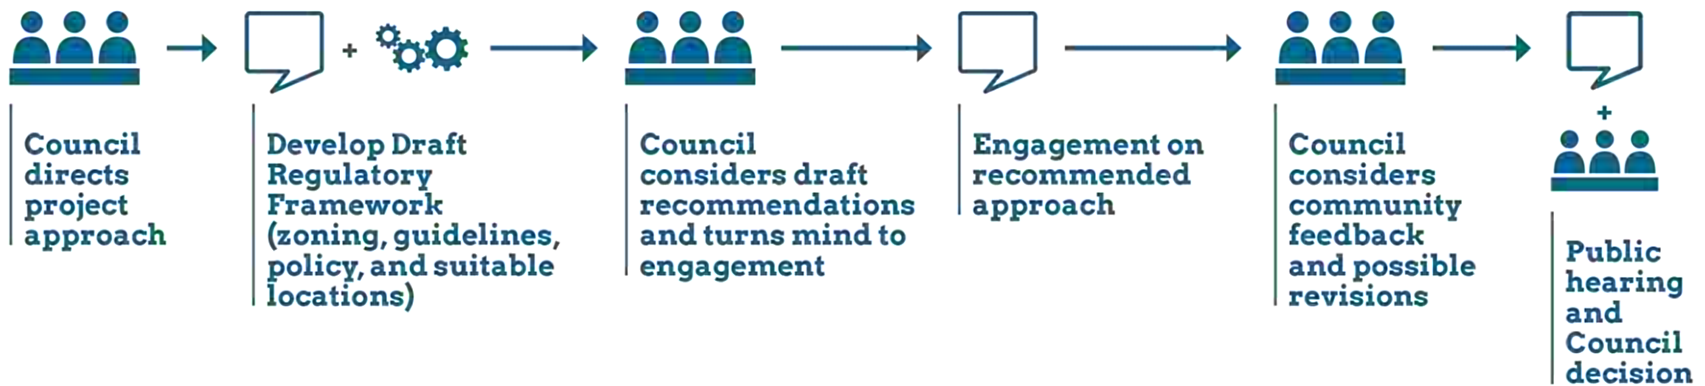 Council
directs
project
approach
Develop Draft
Regulatory
Framework
(zoning, guidelines,
policy, and suitable
locations)
Council
considers draft
recommendations
and turns mind to
engagement
Engagement on
recommended
approach
Council
considers
community
feedback
and possible
revisions
Public
hearing
and
Council
decision